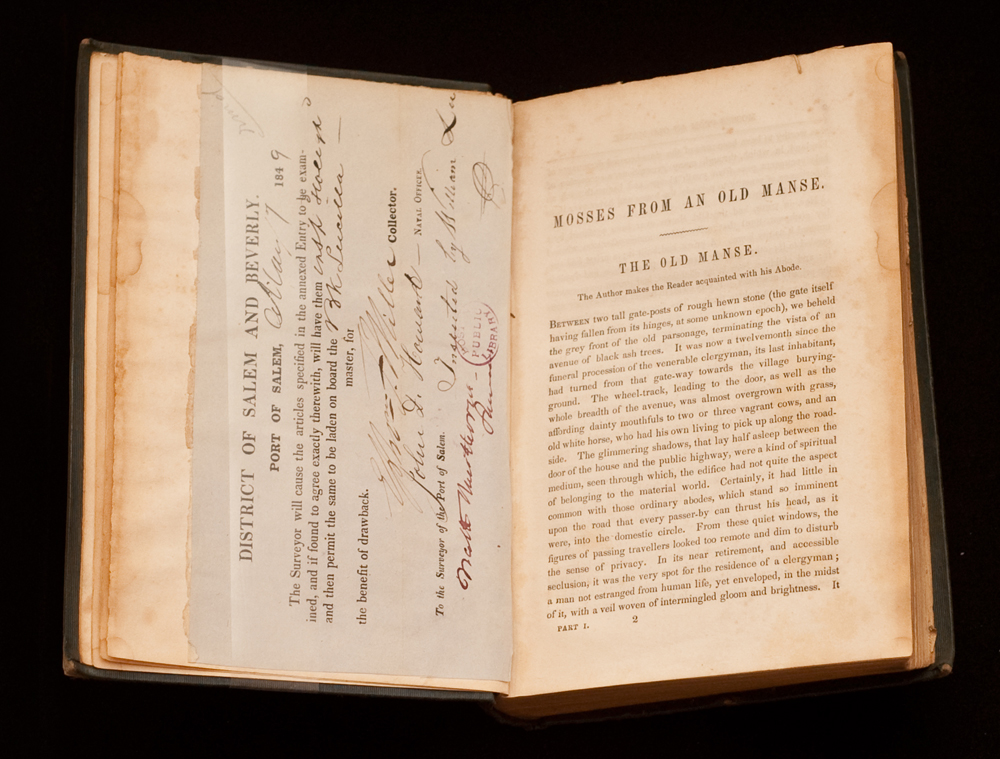 DISTRICT OF SALEM AND BEVERLY.
PORT OF SALEM, 7 1849
The Surveyor will cause the articles specified in the annexed Entry to be exam-
ined, and if found to agree exactly therewith, will have them
and then permit the same to be laden on board the
master, for
the benefit of drawback.
Miller Collector.
John D. Howard — NAVAL OFFICER.
To the Surveyor of the Port of Salem.
Inserted by William
PUBLIC
LIBRARY
MOSSES FROM AN OLD MANSE.
THE OLD MANSE.
The Author makes the Reader acquainted with his Abode.
BETWEEN two tall gate-posts of rough hewn stone (the gate itself
having fallen from its hinges, at some unknown epoch), we beheld
the grey front of the old parsonage, terminating the vista of an
avenue of black ash trees. It was now a twelvemonth since the
funeral procession of the venerable clergyman, its last inhabitant,
had turned from that gate-way towards the village burying-
ground. The wheel-track, leading to the door, as well as the
whole breadth of the avenue, was almost overgrown with grass,
affording dainty mouthfuls to two or three vagrant cows, and an
old white horse, who had his own living to pick up along the road-
side. The glimmering shadows, that lay half asleep between the
door of the house and the public highway, were a kind of spiritual
medium, seen through which, the edifice had not quite the aspect
of belonging to the material world. Certainly, it had little in
common with those ordinary abodes, which stand so imminent
upon the road that every passer-by can thrust his head, as it
were, into the domestic circle. From these quiet windows, the
figures of passing travellers looked too remote and dim to disturb
the sense of privacy. In its near retirement, and accessible
seclusion, it was the very spot for the residence of a clergyman;
a man not estranged from human life, yet enveloped, in the midst
of it, with a veil woven of intermingled gloom and brightness. It
PART I. 2